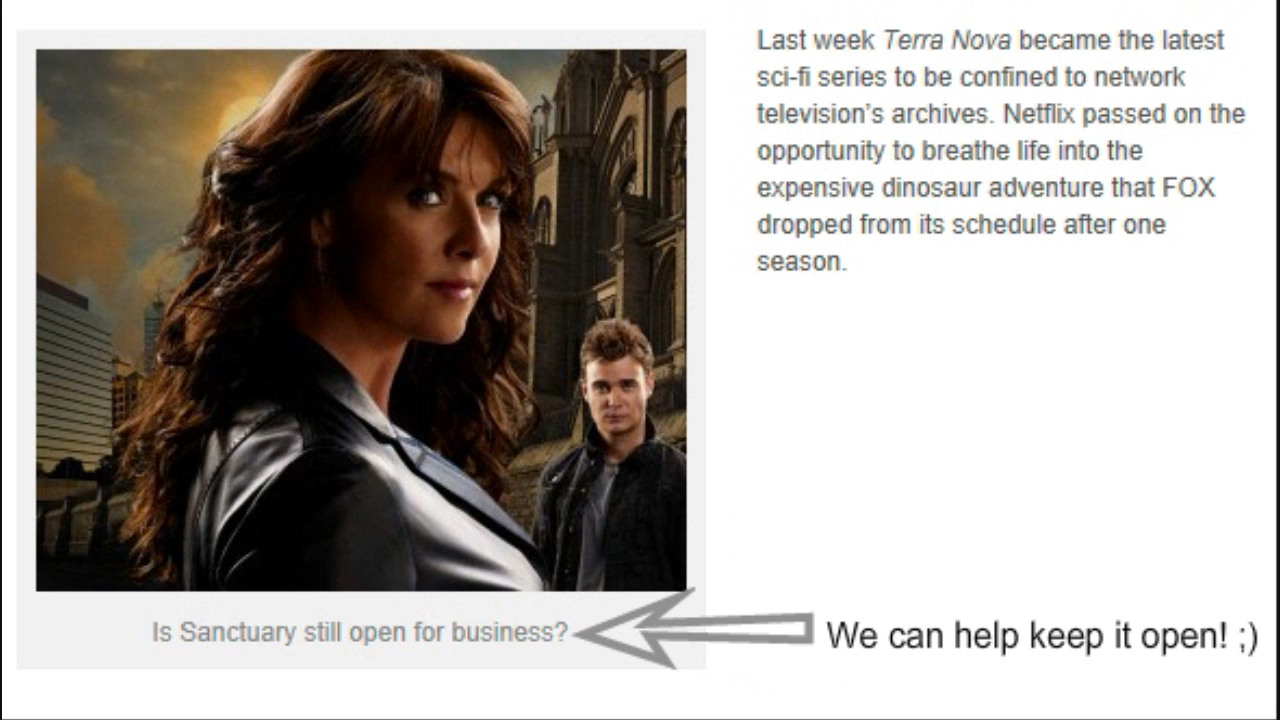 Last week Terra Nova became the latest
sci-fi series to be confined to network
television's archives. Netflix passed on the
opportunity to breathe life into the
expensive dinosaur adventure that FOX
dropped from its schedule after one
season.
Is Sanctuary still open for business?
We can help keep it open! ;)